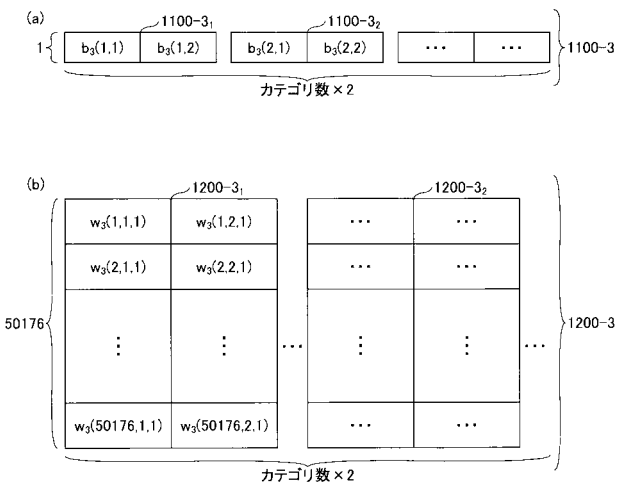 (a)
1100-3₁ 1100-3₂
1 b₃(1,1) b₃(1,2) b₃(2,1) b₃(2,2) ... ... 1100-3
カテゴリ数×2
(b)
1200-3₁ 1200-3₂
w₃(1,1,1) w₃(1,2,1) ... ...
w₃(2,1,1) w₃(2,2,1) ... ...
50176 ⋮ ⋮ ... ⋮ ⋮ ... 1200-3
w₃(50176,1,1) w₃(50176,2,1) ... ...
カテゴリ数×2